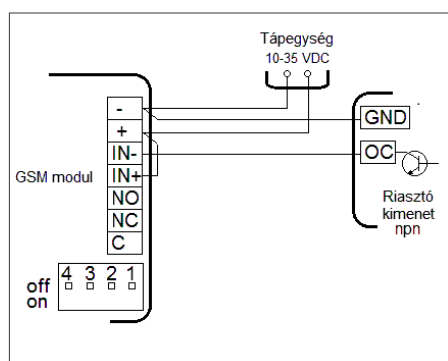 Tápegység
10-35 VDC
-
+
IN-
IN+
NO
NC
C
GSM modul
GND
OC
Riasztó
kimenet
npn
4 3 2 1
off
on